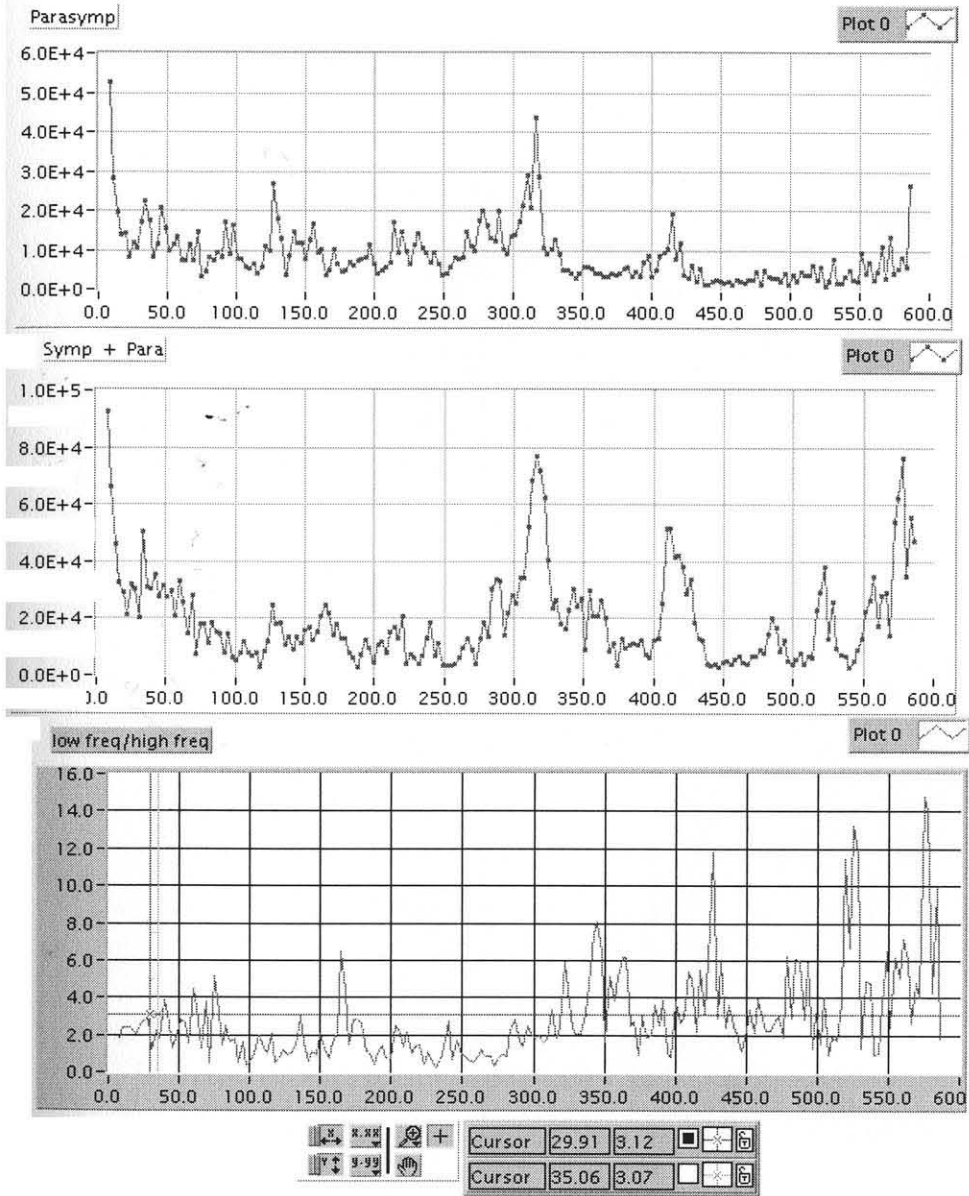 Parasymp
Plot 0
6.0E+4
5.0E+4
4.0E+4
3.0E+4
2.0E+4
1.0E+4
0.0E+0
0.0 50.0 100.0 150.0 200.0 250.0 300.0 350.0 400.0 450.0 500.0 550.0 600.0
Symp + Para
Plot 0
1.0E+5
8.0E+4
6.0E+4
4.0E+4
2.0E+4
0.0E+0
0.0 50.0 100.0 150.0 200.0 250.0 300.0 350.0 400.0 450.0 500.0 550.0 600.0
low freq/high freq
Plot 0
16.0
14.0
12.0
10.0
8.0
6.0
4.0
2.0
0.0
0.0 50.0 100.0 150.0 200.0 250.0 300.0 350.0 400.0 450.0 500.0 550.0 600.0
X X.XX
Cursor 29.91 3.12
Y Y.YY
Cursor 35.06 3.07